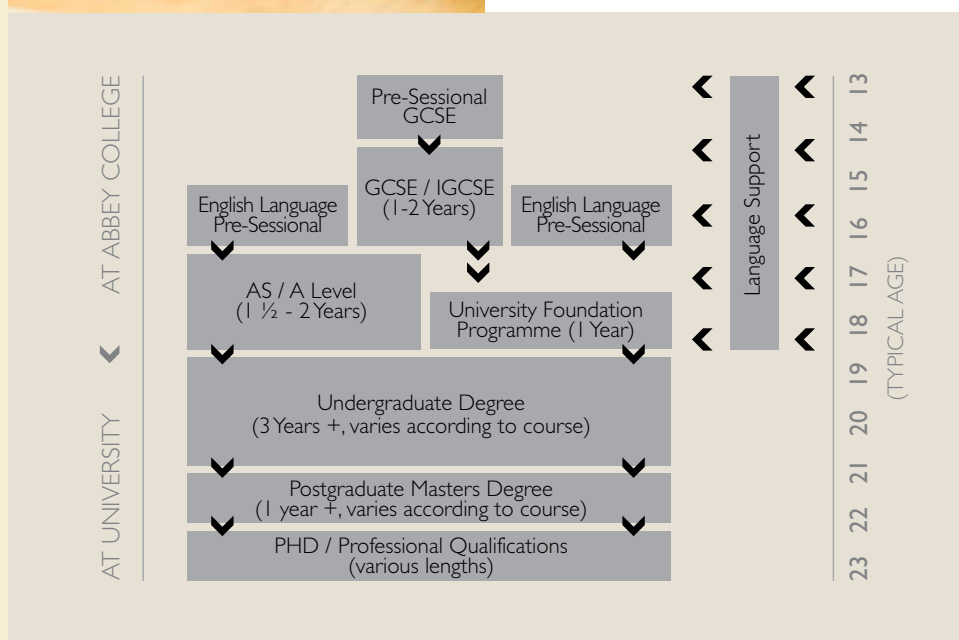 AT ABBEY COLLEGE
AT UNIVERSITY
Pre-Sessional
GCSE
GCSE / IGCSE
(1-2 Years)
English Language
Pre-Sessional
English Language
Pre-Sessional
AS / A Level
(1 ½ - 2 Years)
University Foundation
Programme (1 Year)
Undergraduate Degree
(3 Years +, varies according to course)
Postgraduate Masters Degree
(1 year +, varies according to course)
PHD / Professional Qualifications
(various lengths)
Language Support
13
14
15
16
17
18
19
20
21
22
23
(TYPICAL AGE)